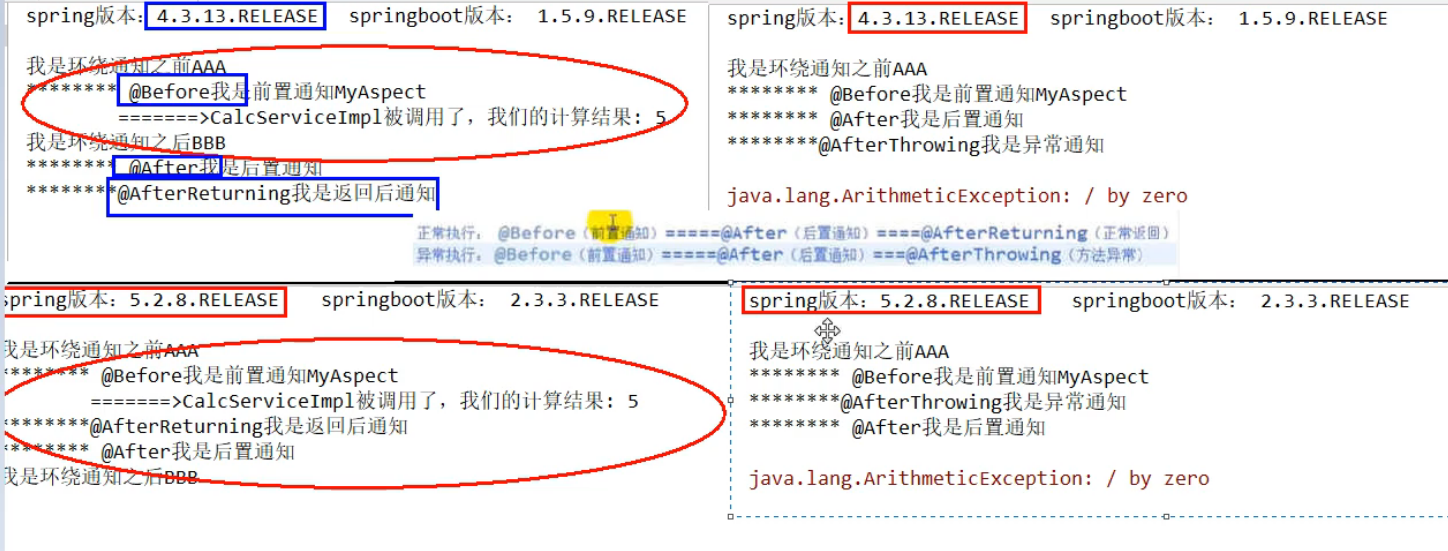 spring版本：4.3.13.RELEASE springboot版本： 1.5.9.RELEASE
我是环绕通知之前AAA
******** @Before我是前置通知MyAspect
=======>CalcServiceImpl被调用了，我们的计算结果: 5
我是环绕通知之后BBB
******** @After我是后置通知
********@AfterReturning我是返回后通知
spring版本：4.3.13.RELEASE springboot版本： 1.5.9.RELEASE
我是环绕通知之前AAA
******** @Before我是前置通知MyAspect
******** @After我是后置通知
********@AfterThrowing我是异常通知
java.lang.ArithmeticException: / by zero
正常执行： @Before（前置通知）=====@After（后置通知）====@AfterReturning（正常返回）
异常执行： @Before（前置通知）=====@After（后置通知）===@AfterThrowing（方法异常）
spring版本：5.2.8.RELEASE springboot版本： 2.3.3.RELEASE
我是环绕通知之前AAA
******** @Before我是前置通知MyAspect
=======>CalcServiceImpl被调用了，我们的计算结果: 5
********@AfterReturning我是返回后通知
******** @After我是后置通知
我是环绕通知之后BBB
spring版本：5.2.8.RELEASE springboot版本： 2.3.3.RELEASE
我是环绕通知之前AAA
******** @Before我是前置通知MyAspect
********@AfterThrowing我是异常通知
******** @After我是后置通知
java.lang.ArithmeticException: / by zero